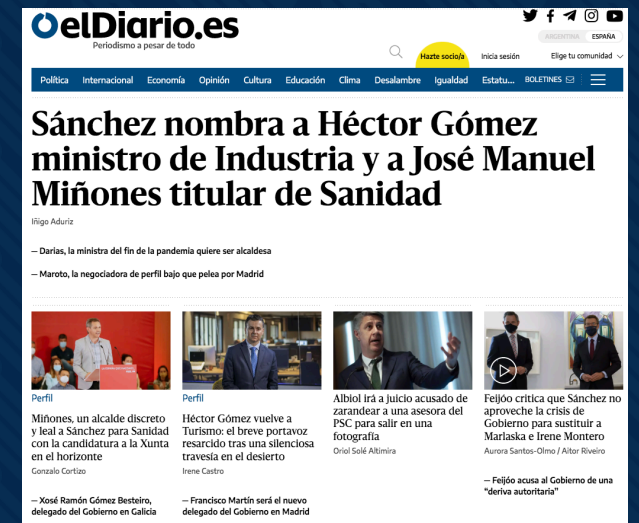 elDiario.es
Periodismo a pesar de todo
ARGENTINA ESPAÑA
Hazte socio/a Inicia sesión Elige tu comunidad
Política Internacional Economía Opinión Cultura Educación Clima Desalambre Igualdad Estatu... BOLETINES
Sánchez nombra a Héctor Gómez
ministro de Industria y a José Manuel
Miñones titular de Sanidad
Iñigo Aduriz
— Darias, la ministra del fin de la pandemia quiere ser alcaldesa
— Maroto, la negociadora de perfil bajo que pelea por Madrid
Perfil
Miñones, un alcalde discreto
y leal a Sánchez para Sanidad
con la candidatura a la Xunta
en el horizonte
Gonzalo Cortizo
— Xosé Ramón Gómez Besteiro,
delegado del Gobierno en Galicia
Perfil
Héctor Gómez vuelve a
Turismo: el breve portavoz
resarcido tras una silenciosa
travesía en el desierto
Irene Castro
— Francisco Martín será el nuevo
delegado del Gobierno en Madrid
Albiol irá a juicio acusado de
zarandear a una asesora del
PSC para salir en una
fotografía
Oriol Solé Altimira
Feijóo critica que Sánchez no
aproveche la crisis de
Gobierno para sustituir a
Marlaska e Irene Montero
Aurora Santos-Olmo / Aitor Riveiro
— Feijóo acusa al Gobierno de una
“deriva autoritaria”